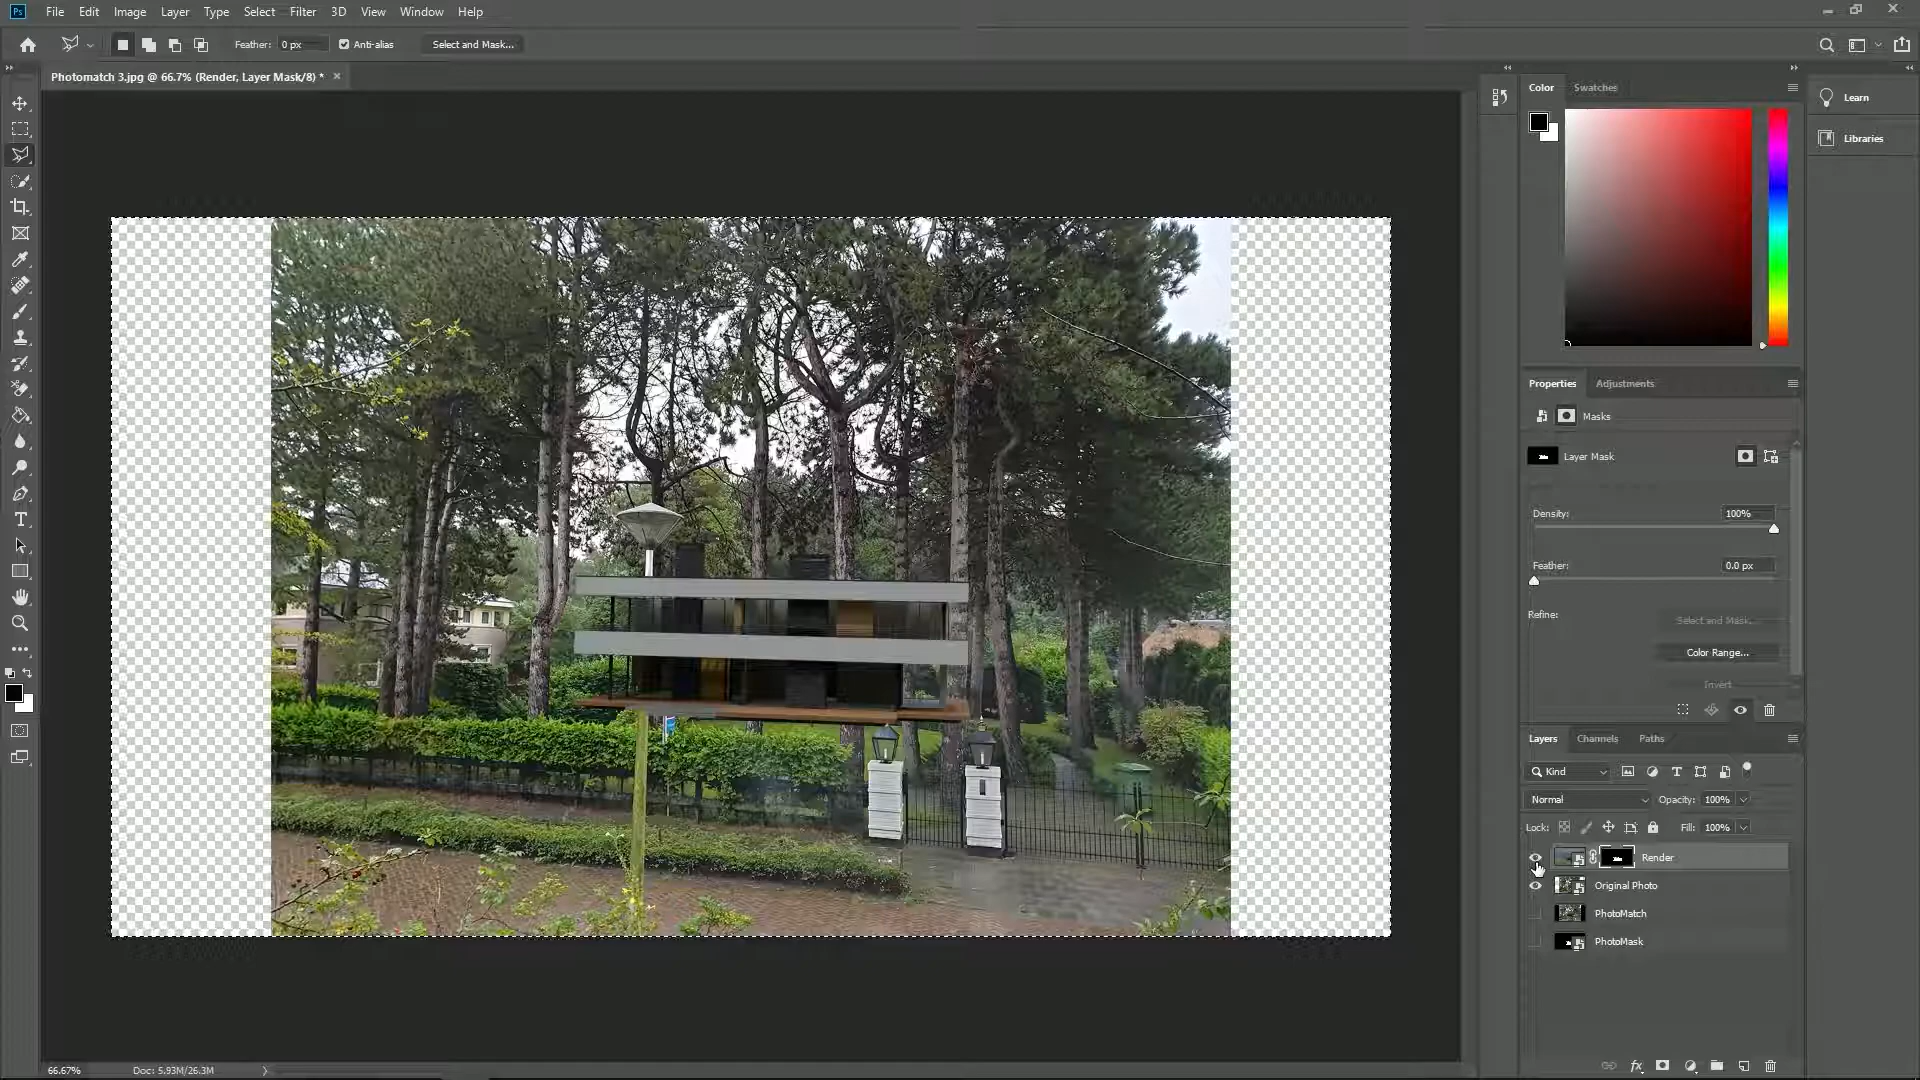 Ps File Edit Image Layer Type Select Filter 3D View Window Help
Feather: 0 px Anti-alias Select and Mask...
Photomatch 3.jpg @ 66.7% (Render, Layer Mask/8) * ×
Color Swatches
Learn
Libraries
Properties Adjustments
Masks
Layer Mask
Density: 100%
Feather: 0.0 px
Refine: Select and Mask...
Color Range...
Invert
Layers Channels Paths
Kind
Normal Opacity: 100%
Lock: Fill: 100%
Render
Original Photo
PhotoMatch
PhotoMask
66.67% Doc: 5.93M/26.3M